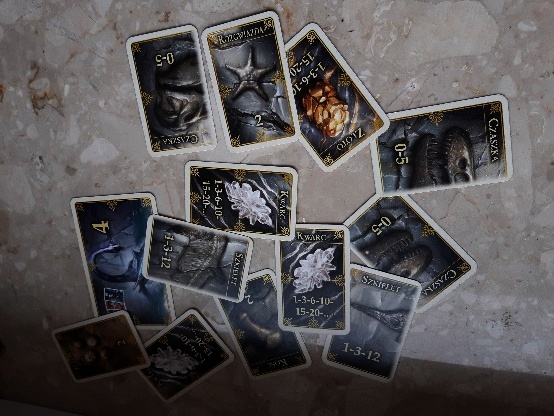 0-5
CZASZKA
ROZGWIAZDA
2
1-3-6-10-
15-20-...
ZŁOTO
CZASZKA
0-5
KWARC
1-3-6-10-
15-20-...
4
SZKIELET
1-3-12
KWARC
1-3-6-10-
15-20-...
0-5
CZASZKA
SZKIELET
1-3-12
2